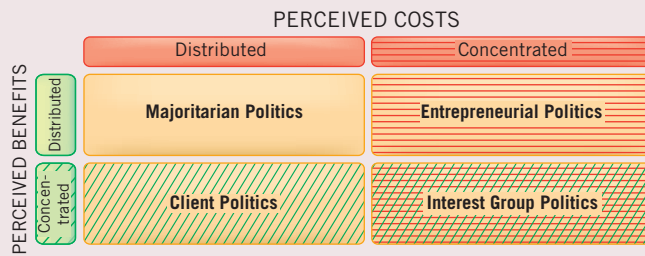 PERCEIVED COSTS
Distributed
Concentrated
PERCEIVED BENEFITS
Distributed
Majoritarian Politics
Entrepreneurial Politics
Concen-
trated
Client Politics
Interest Group Politics